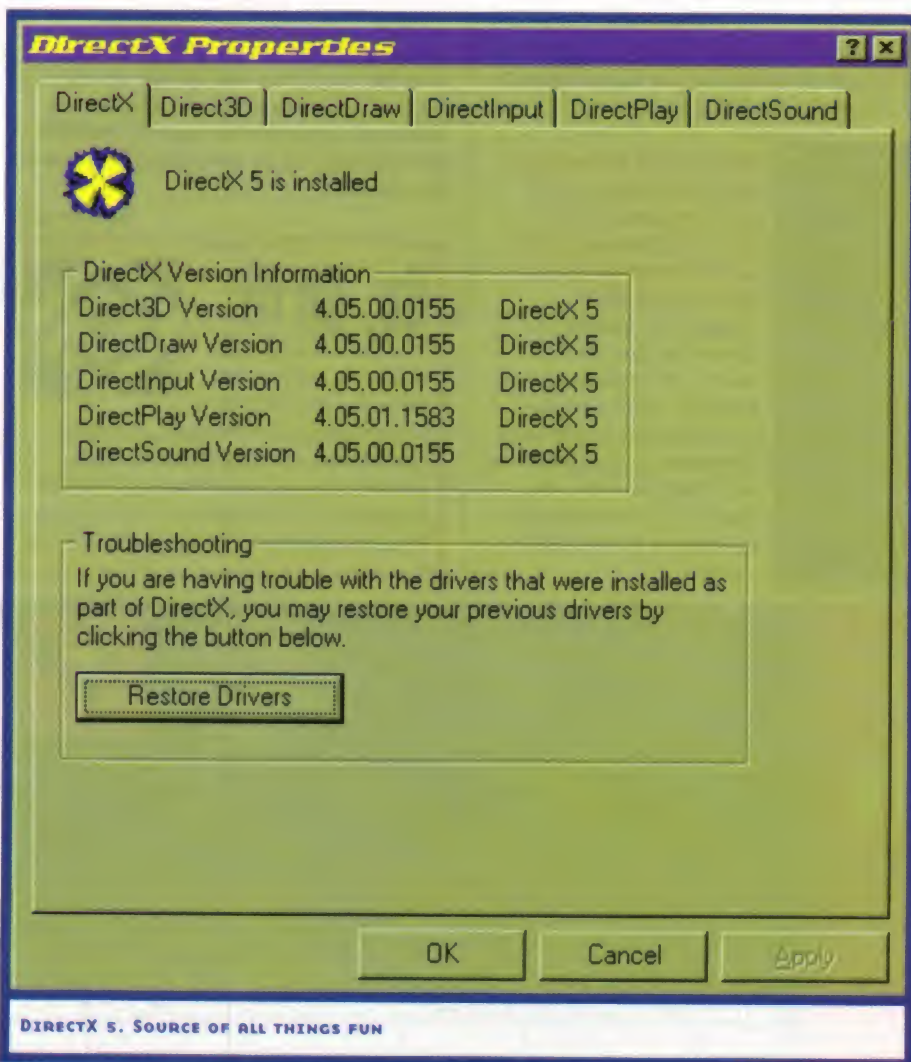 DirectX Properties
? ×
DirectX Direct3D DirectDraw DirectInput DirectPlay DirectSound
DirectX 5 is installed
DirectX Version Information
Direct3D Version 4.05.00.0155 DirectX 5
DirectDraw Version 4.05.00.0155 DirectX 5
DirectInput Version 4.05.00.0155 DirectX 5
DirectPlay Version 4.05.01.1583 DirectX 5
DirectSound Version 4.05.00.0155 DirectX 5
Troubleshooting
If you are having trouble with the drivers that were installed as
part of DirectX, you may restore your previous drivers by
clicking the button below.
Restore Drivers
OK Cancel Apply
DIRECTX 5. SOURCE OF ALL THINGS FUN